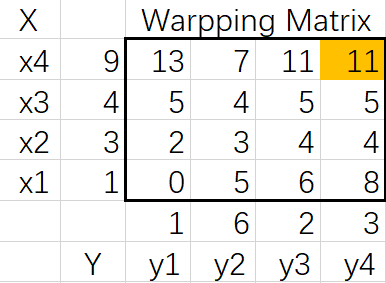 X Warpping Matrix
x4 9 13 7 11 11
x3 4 5 4 5 5
x2 3 2 3 4 4
x1 1 0 5 6 8
1 6 2 3
Y y1 y2 y3 y4